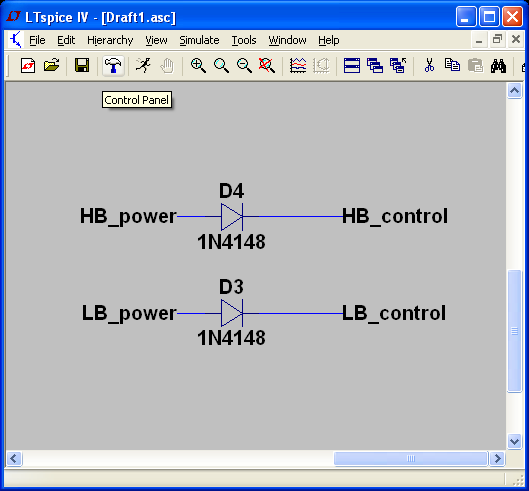 LTspice IV - [Draft1.asc]
File Edit Hierarchy View Simulate Tools Window Help
Control Panel
D4
HB_power HB_control
1N4148
D3
LB_power LB_control
1N4148